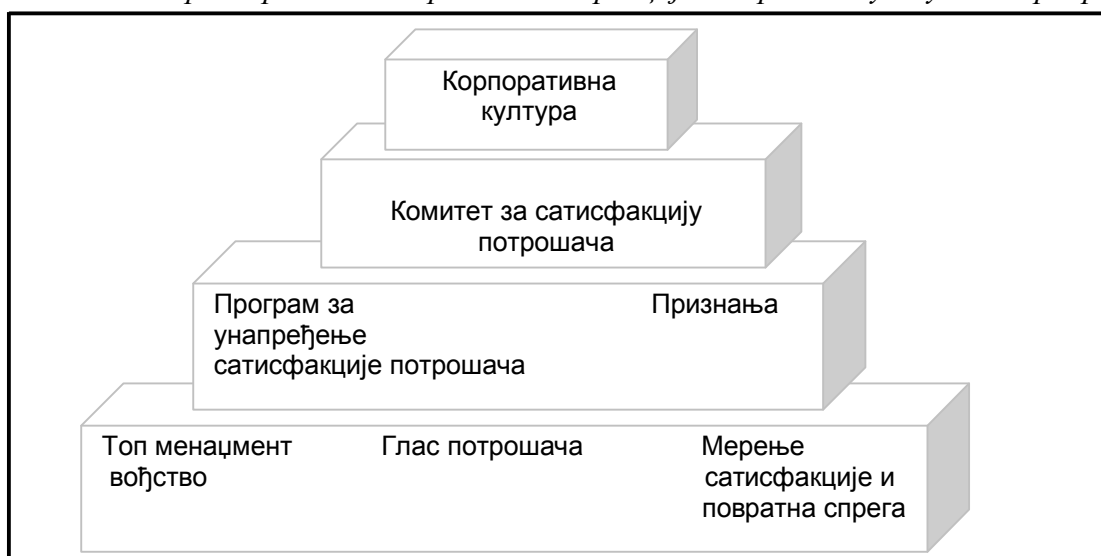 Корпоративна
култура
Комитет за сатисфакцију
потрошача
Програм за
унапређење
сатисфакције потрошача
Признања
Топ менаџмент
вођство
Глас потрошача
Мерење
сатисфакције и
повратна спрега